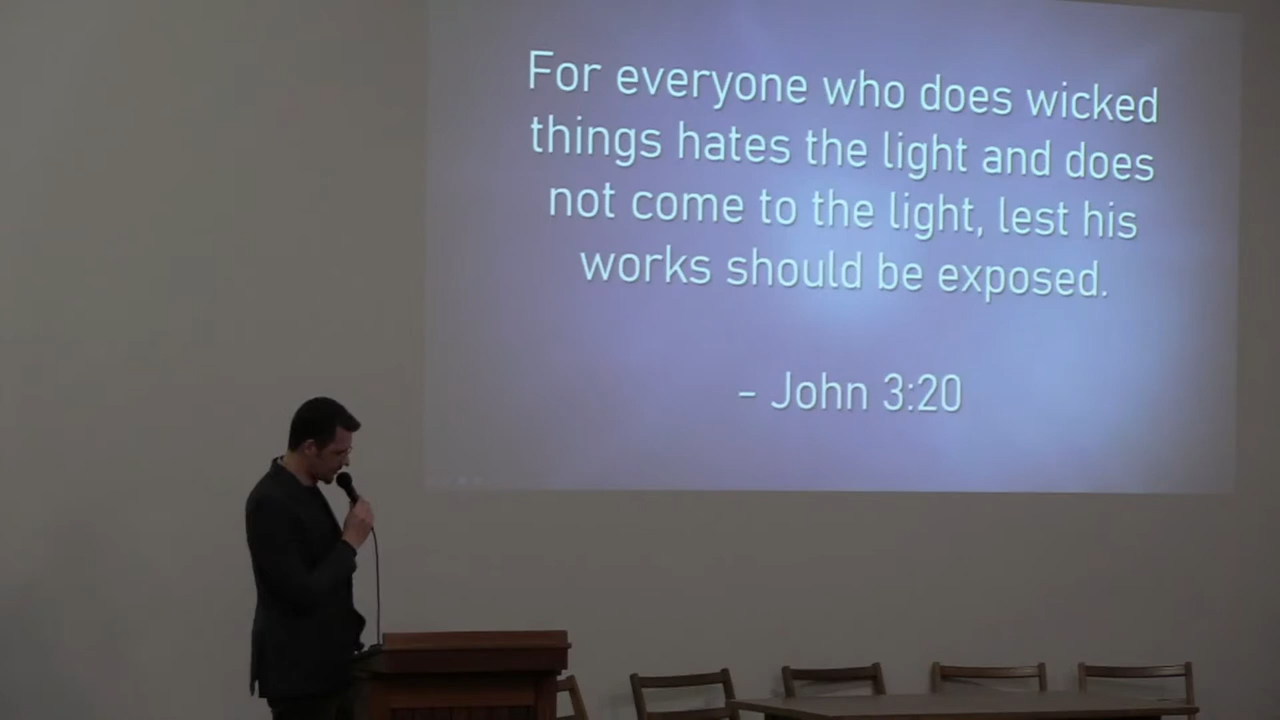 For everyone who does wicked
things hates the light and does
not come to the light, lest his
works should be exposed.
- John 3:20